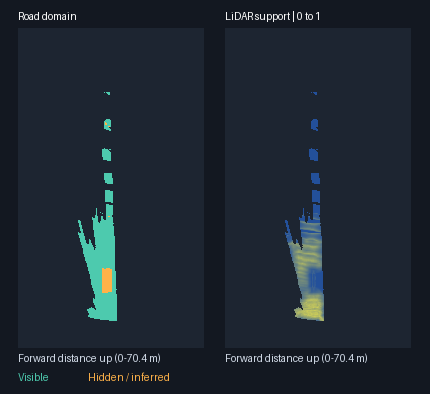 Road domain
LiDAR support | 0 to 1
Forward distance up (0-70.4 m)
Forward distance up (0-70.4 m)
Visible
Hidden / inferred